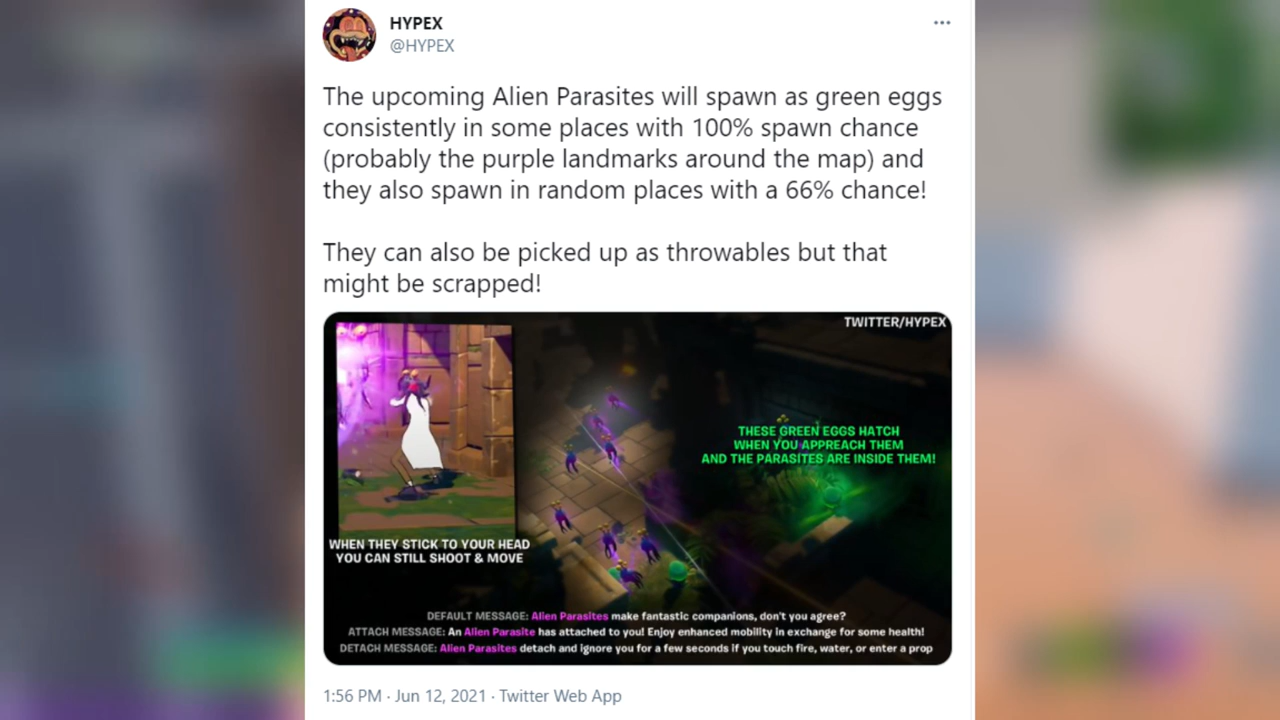 HYPEX
@HYPEX
The upcoming Alien Parasites will spawn as green eggs
consistently in some places with 100% spawn chance
(probably the purple landmarks around the map) and
they also spawn in random places with a 66% chance!
They can also be picked up as throwables but that
might be scrapped!
TWITTER/HYPEX
THESE GREEN EGGS HATCH
WHEN YOU APPREACH THEM
AND THE PARASITES ARE INSIDE THEM!
WHEN THEY STICK TO YOUR HEAD
YOU CAN STILL SHOOT & MOVE
DEFAULT MESSAGE: Alien Parasites make fantastic companions, don't you agree?
ATTACH MESSAGE: An Alien Parasite has attached to you! Enjoy enhanced mobility in exchange for some health!
DETACH MESSAGE: Alien Parasites detach and ignore you for a few seconds if you touch fire, water, or enter a prop
1:56 PM · Jun 12, 2021 · Twitter Web App